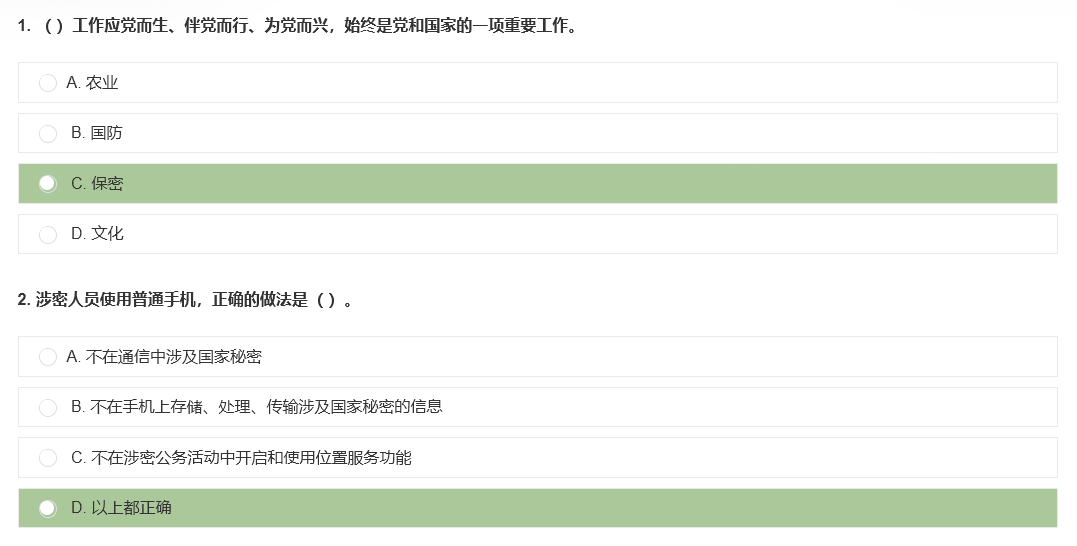 1. （ ）工作应党而生、伴党而行、为党而兴，始终是党和国家的一项重要工作。
A. 农业
B. 国防
C. 保密
D. 文化
2. 涉密人员使用普通手机，正确的做法是（ ）。
A. 不在通信中涉及国家秘密
B. 不在手机上存储、处理、传输涉及国家秘密的信息
C. 不在涉密公务活动中开启和使用位置服务功能
D. 以上都正确